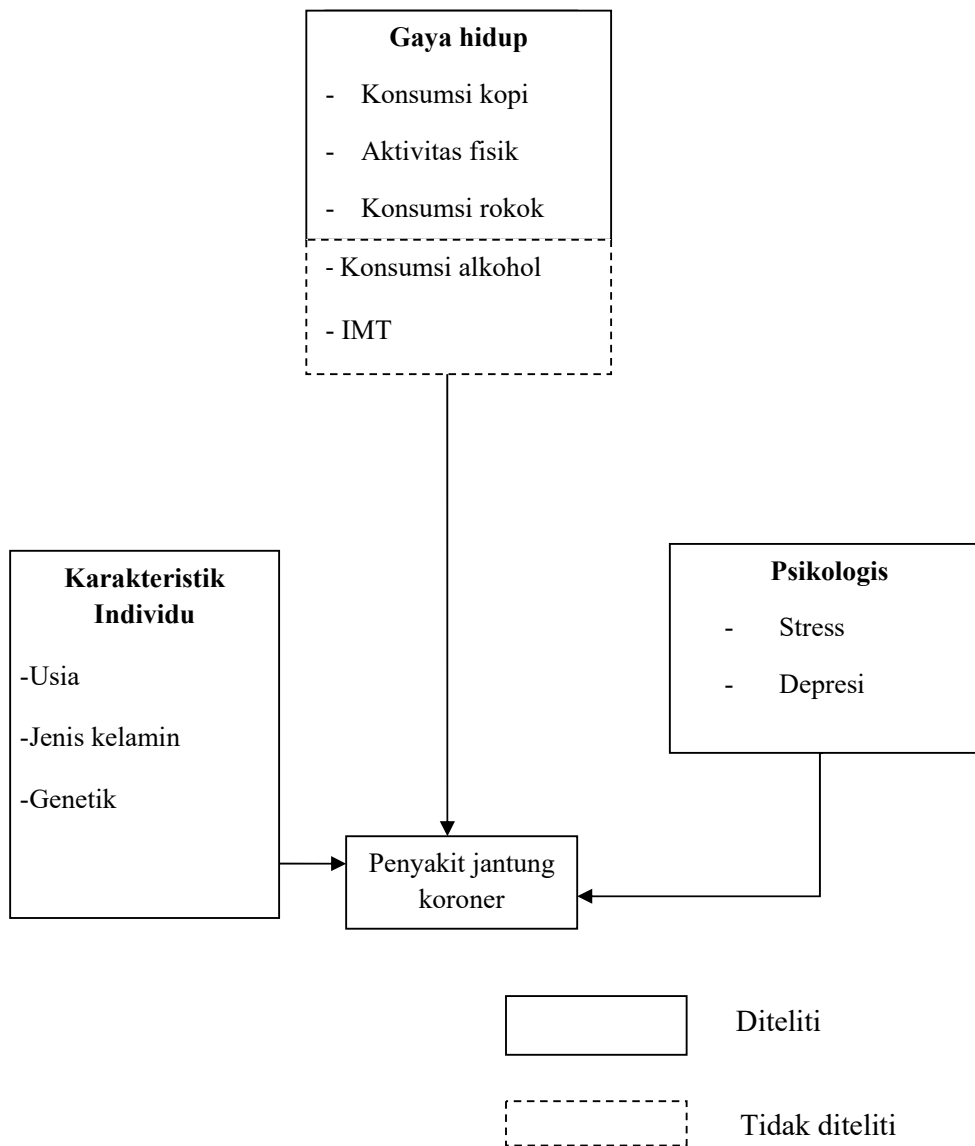 Gaya hidup
- Konsumsi kopi
- Aktivitas fisik
- Konsumsi rokok
- Konsumsi alkohol
- IMT
Karakteristik
Individu
-Usia
-Jenis kelamin
-Genetik
Psikologis
- Stress
- Depresi
Penyakit jantung
koroner
Diteliti
Tidak diteliti